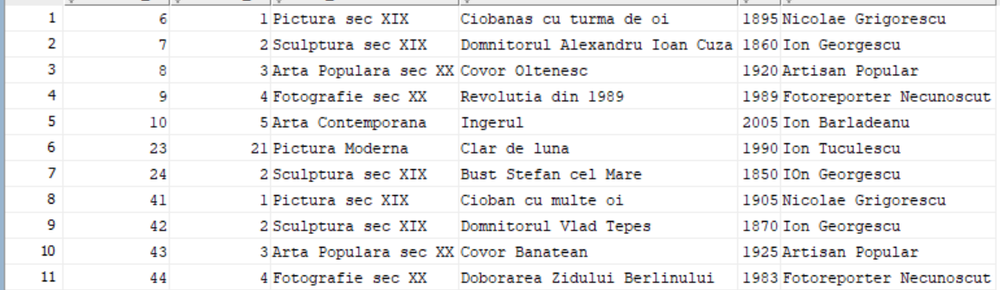 1 6 1 Pictura sec XIX Ciobanas cu turma de oi 1895 Nicolae Grigorescu
2 7 2 Sculptura sec XIX Domnitorul Alexandru Ioan Cuza 1860 Ion Georgescu
3 8 3 Arta Populara sec XX Covor Oltenesc 1920 Artisan Popular
4 9 4 Fotografie sec XX Revolutia din 1989 1989 Fotoreporter Necunoscut
5 10 5 Arta Contemporana Ingerul 2005 Ion Barladeanu
6 23 21 Pictura Moderna Clar de luna 1990 Ion Tuculescu
7 24 2 Sculptura sec XIX Bust Stefan cel Mare 1850 IOn Georgescu
8 41 1 Pictura sec XIX Cioban cu multe oi 1905 Nicolae Grigorescu
9 42 2 Sculptura sec XIX Domnitorul Vlad Tepes 1870 Ion Georgescu
10 43 3 Arta Populara sec XX Covor Banatean 1925 Artisan Popular
11 44 4 Fotografie sec XX Doborarea Zidului Berlinului 1983 Fotoreporter Necunoscut